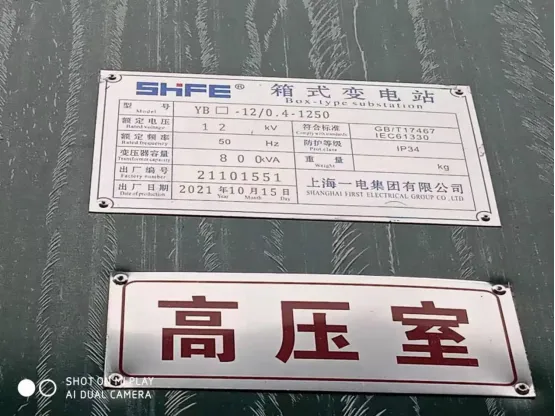 SHFE® 箱式变电站
Box-type substation
型号 YB□-12/0.4-1250
Model
额定电压 12 kV 符合标准 GB/T17467
Rated voltage Comply with standards IEC61330
额定频率 50 Hz 防护等级 IP34
Rated frequency Prot.class
变压器容量 800kVA 重量 kg
Transformer capacity Weight
出厂编号 21101551 上海一电集团有限公司
Factory number SHANGHAI FIRST ELECTRICAL GROUP CO.,LTD
出厂日期 2021年10月15日
Date of production Year Month Day
高压室
AI DUAL CAMERA